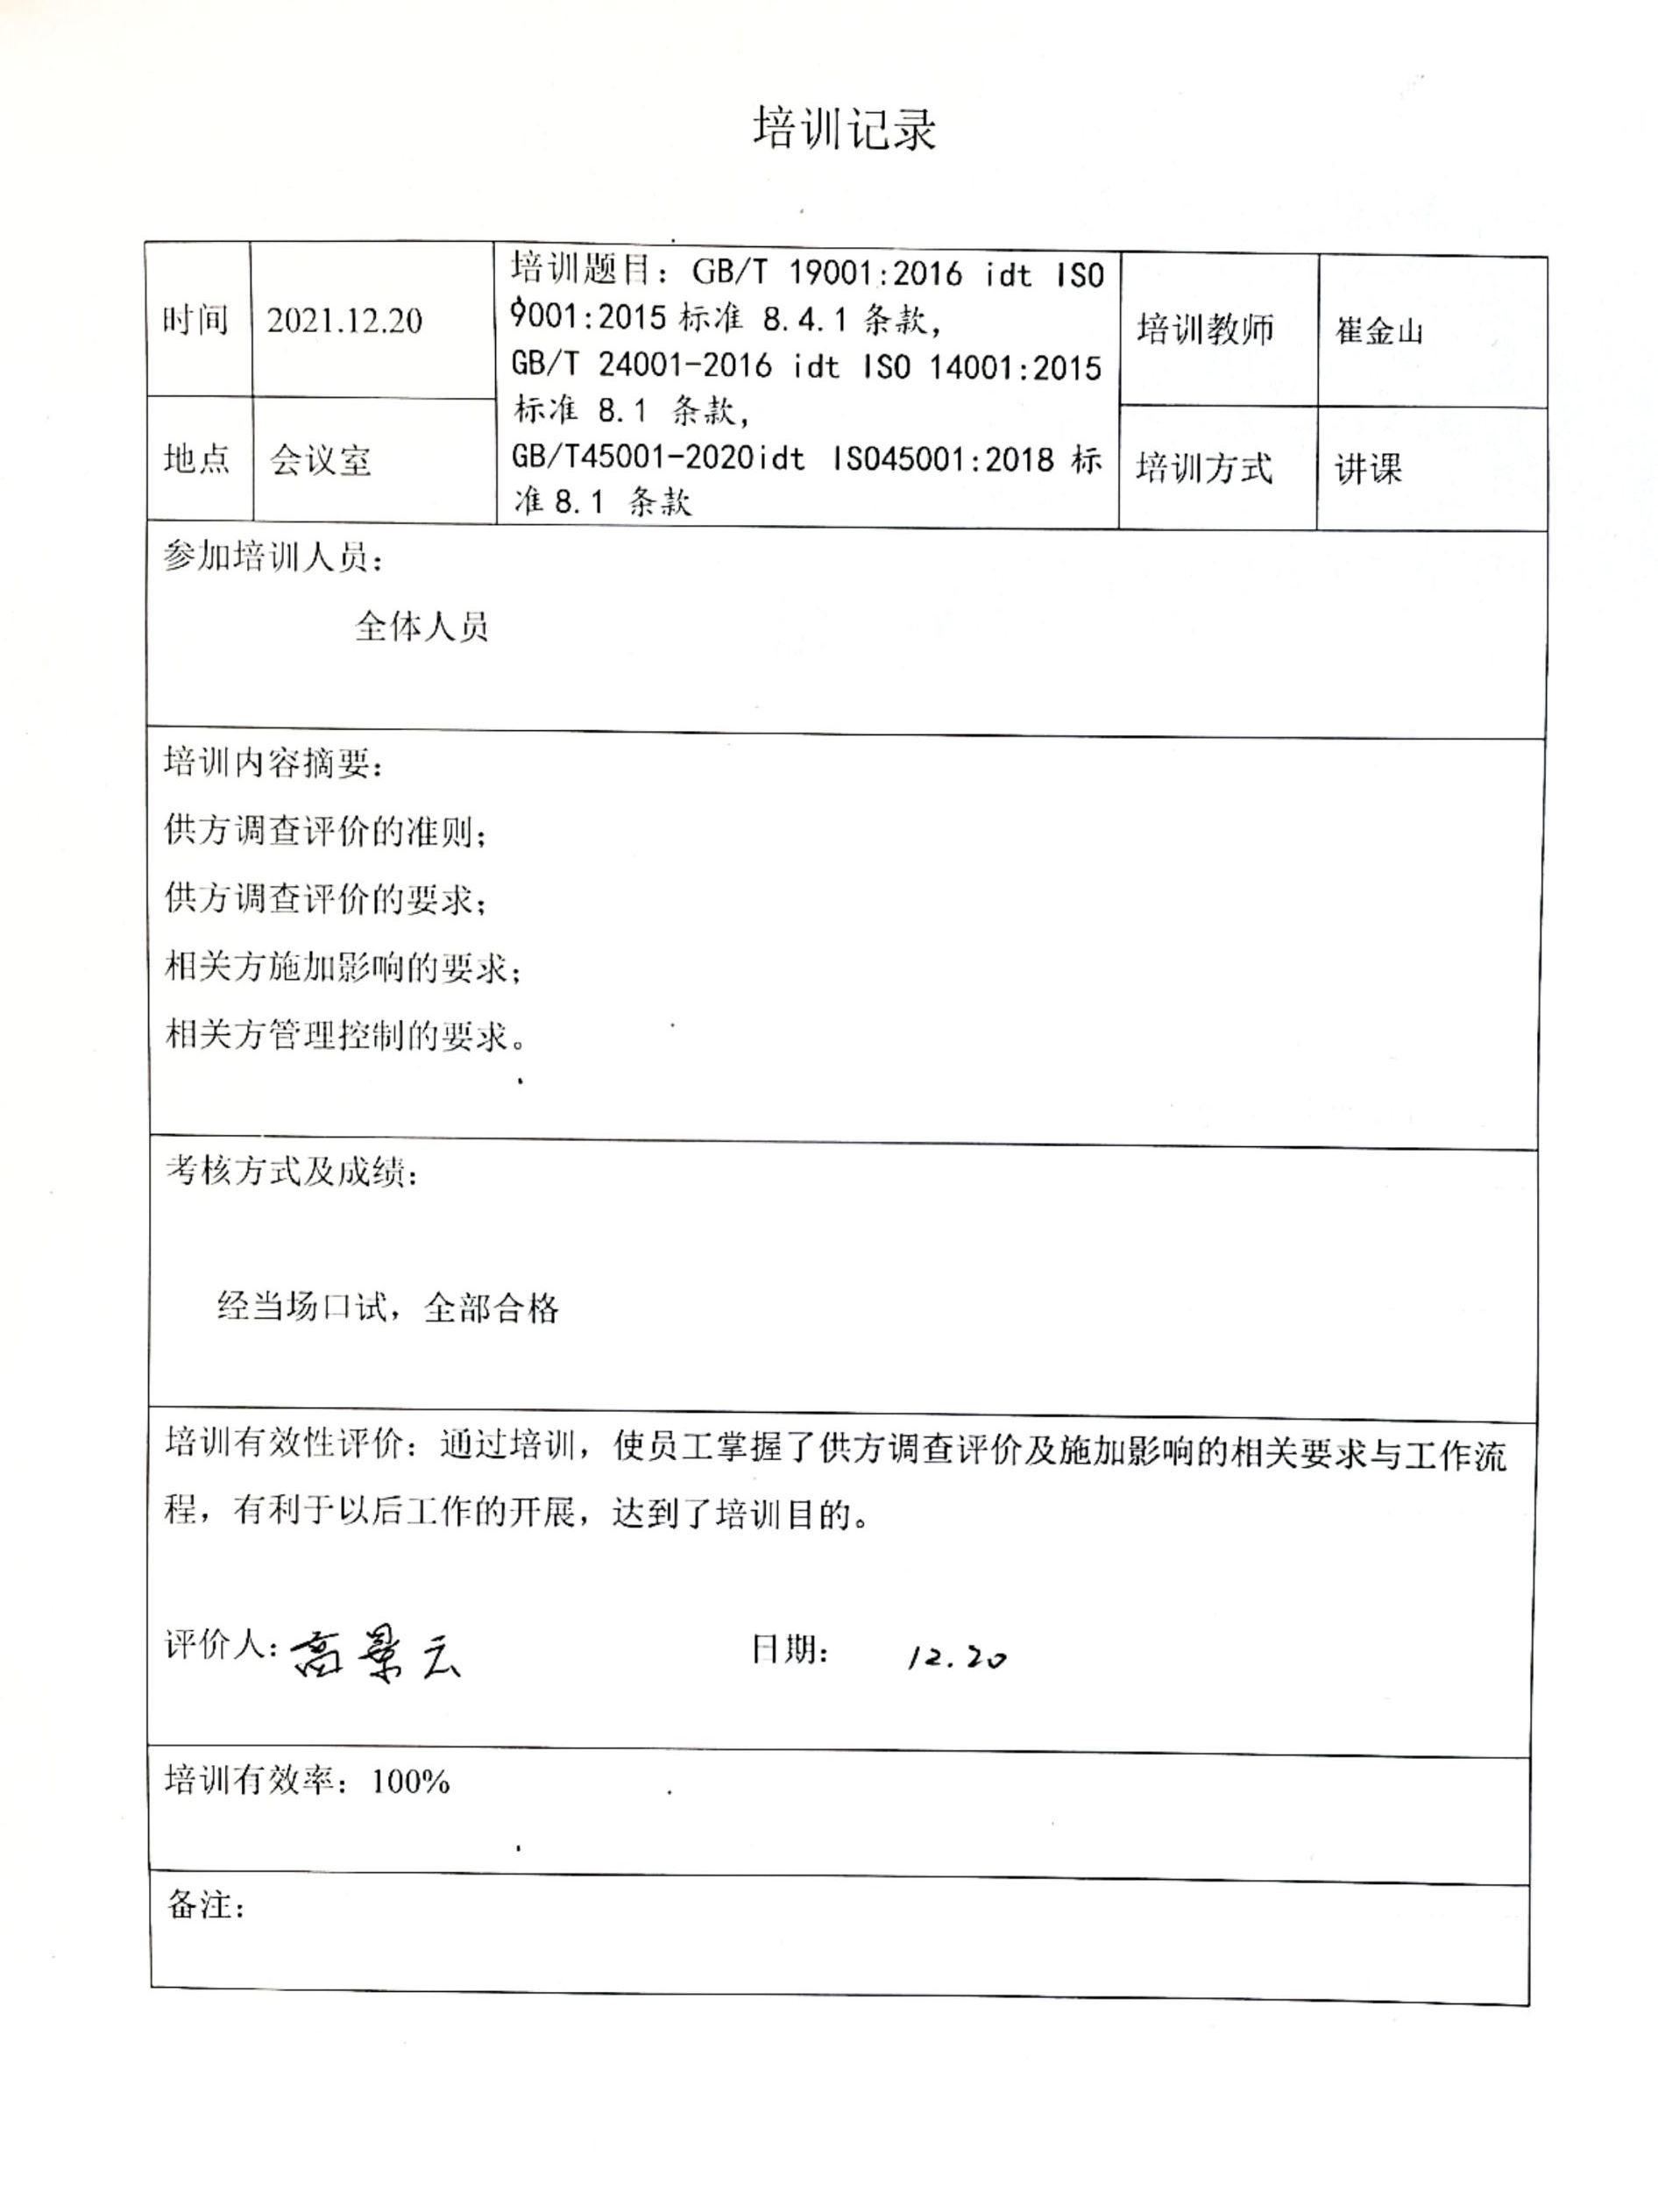 培训记录
时间
2021.12.20
培训题目：GB/T 19001:2016 idt ISO
9001:2015 标准 8.4.1 条款，
GB/T 24001-2016 idt ISO 14001:2015
标准 8.1 条款，
GB/T45001-2020idt ISO45001:2018 标
准8.1 条款
培训教师
崔金山
地点
会议室
培训方式
讲课
参加培训人员：
全体人员
培训内容摘要：
供方调查评价的准则；
供方调查评价的要求；
相关方施加影响的要求；
相关方管理控制的要求。
考核方式及成绩：
经当场口试，全部合格
培训有效性评价：通过培训，使员工掌握了供方调查评价及施加影响的相关要求与工作流
程，有利于以后工作的开展，达到了培训目的。
评价人：高景云 日期： 12.20
培训有效率：100%
备注：